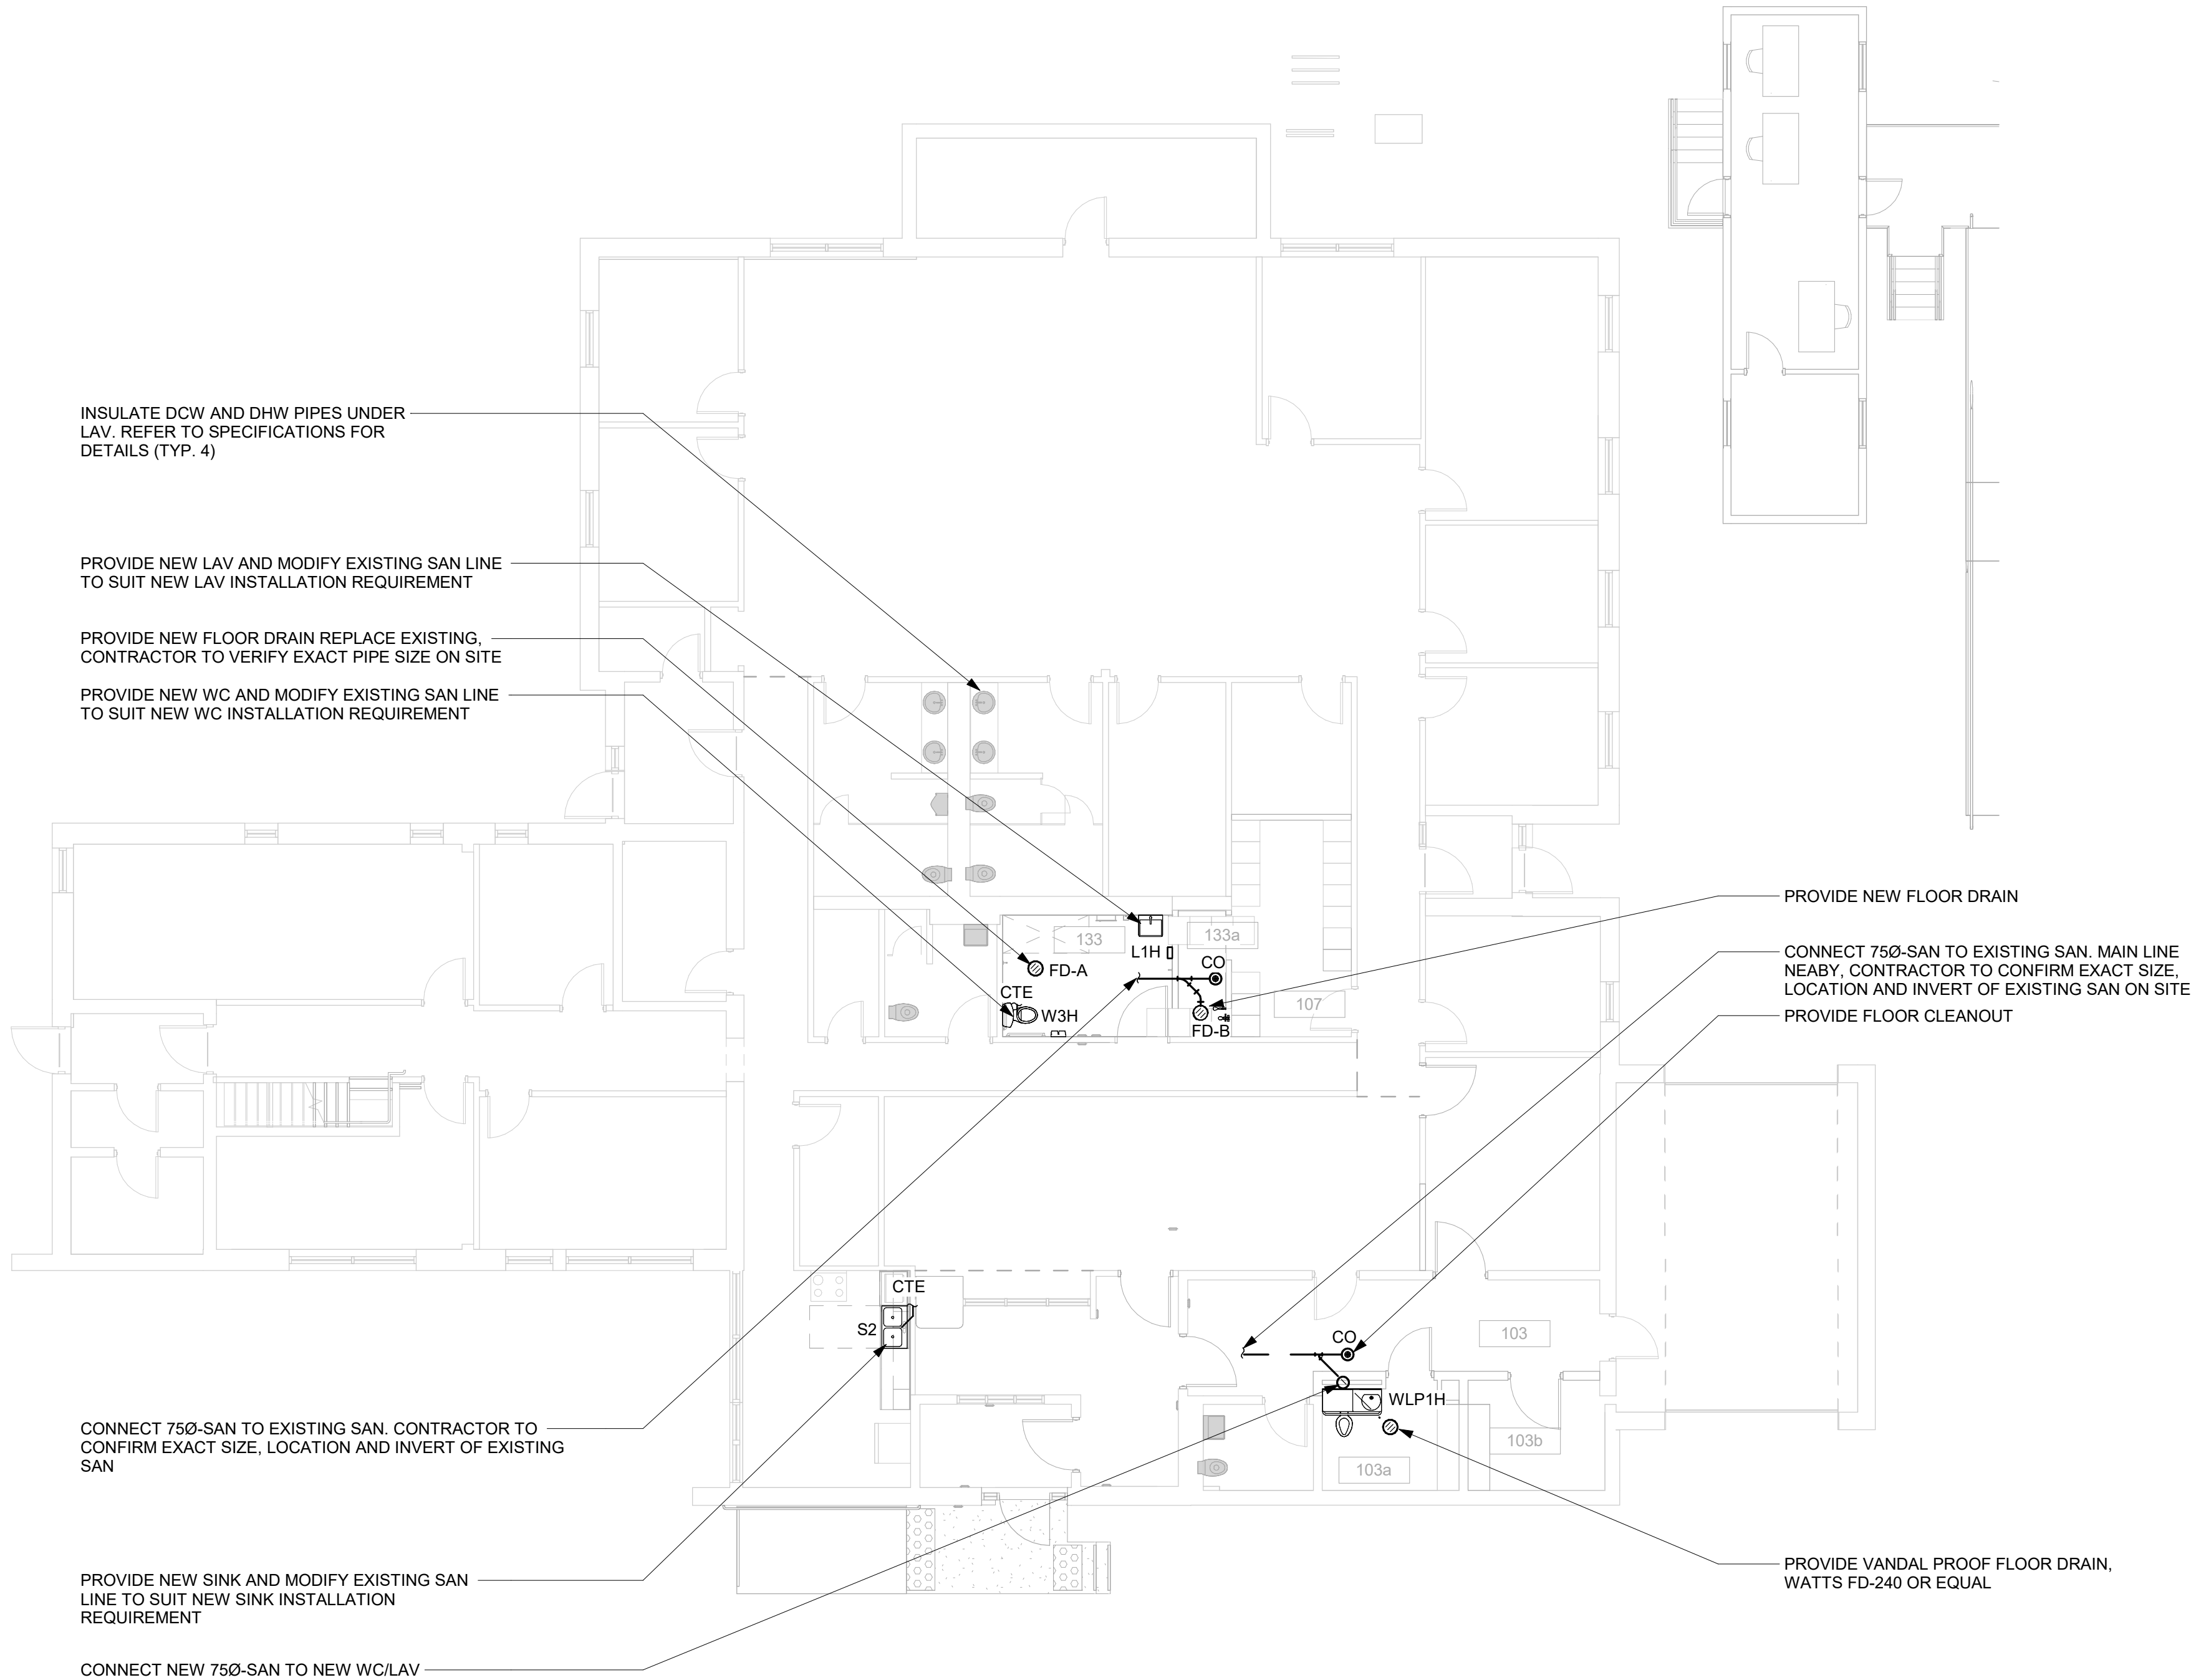 INSULATE DCW AND DHW PIPES UNDER
LAV. REFER TO SPECIFICATIONS FOR
DETAILS (TYP. 4)
PROVIDE NEW LAV AND MODIFY EXISTING SAN LINE
TO SUIT NEW LAV INSTALLATION REQUIREMENT
PROVIDE NEW FLOOR DRAIN REPLACE EXISTING,
CONTRACTOR TO VERIFY EXACT PIPE SIZE ON SITE
PROVIDE NEW WC AND MODIFY EXISTING SAN LINE
TO SUIT NEW WC INSTALLATION REQUIREMENT
PROVIDE NEW FLOOR DRAIN
CONNECT 75Ø-SAN TO EXISTING SAN. MAIN LINE
NEABY, CONTRACTOR TO CONFIRM EXACT SIZE,
LOCATION AND INVERT OF EXISTING SAN ON SITE
PROVIDE FLOOR CLEANOUT
133
133a
L1H
CO
FD-A
CTE
W3H
FD-B
107
CTE
S2
CO
103
WLP1H
103b
103a
CONNECT 75Ø-SAN TO EXISTING SAN. CONTRACTOR TO
CONFIRM EXACT SIZE, LOCATION AND INVERT OF EXISTING
SAN
PROVIDE NEW SINK AND MODIFY EXISTING SAN
LINE TO SUIT NEW SINK INSTALLATION
REQUIREMENT
CONNECT NEW 75Ø-SAN TO NEW WC/LAV
PROVIDE VANDAL PROOF FLOOR DRAIN,
WATTS FD-240 OR EQUAL